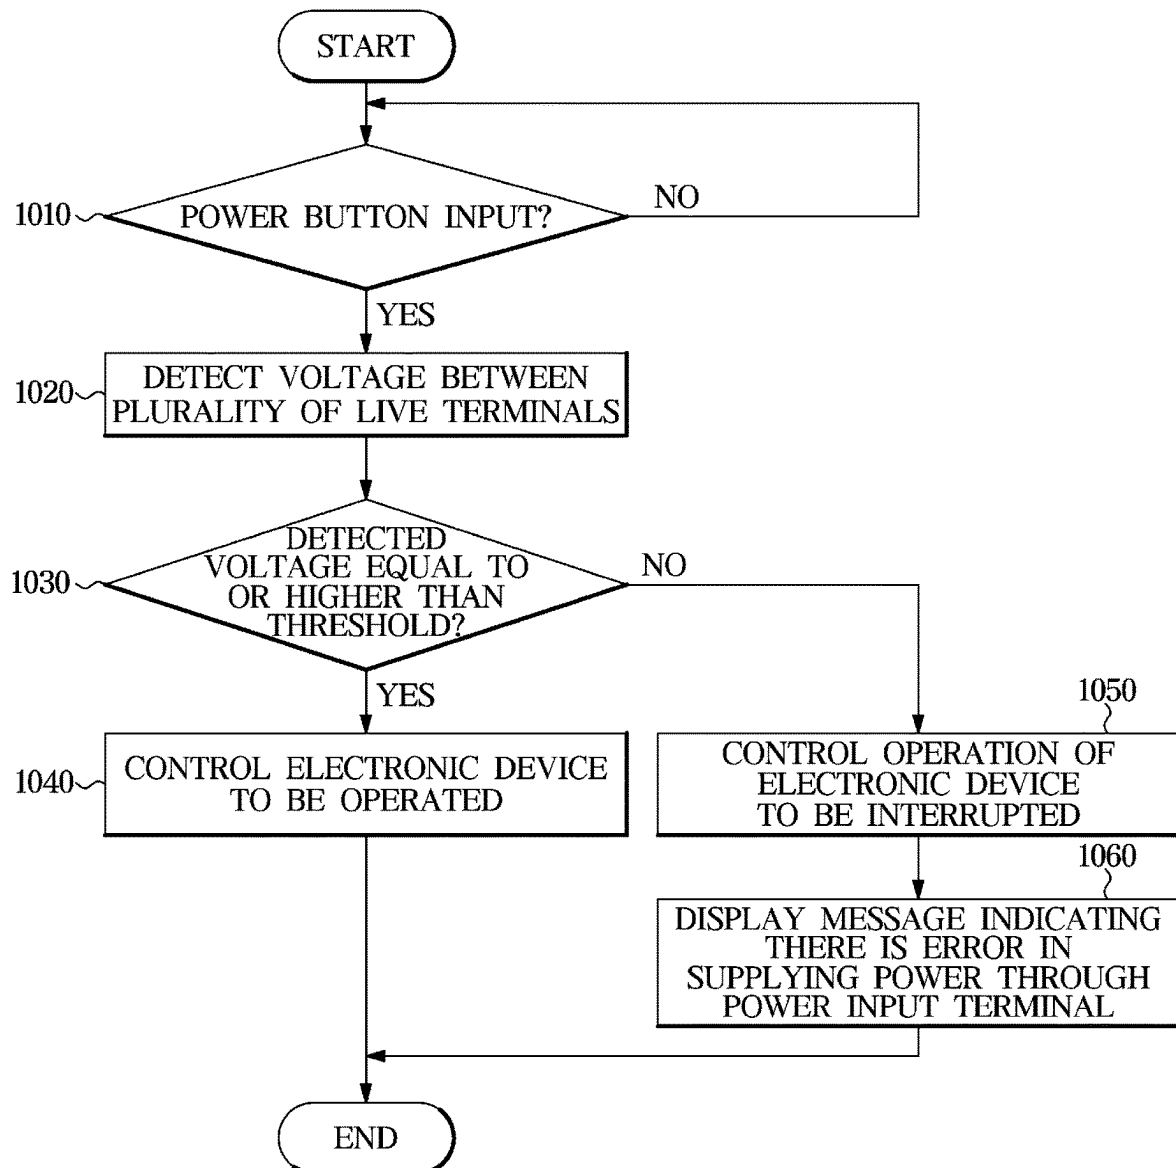 START
1010
POWER BUTTON INPUT?
NO
YES
1020
DETECT VOLTAGE BETWEEN
PLURALITY OF LIVE TERMINALS
1030
DETECTED
VOLTAGE EQUAL TO
OR HIGHER THAN
THRESHOLD?
NO
YES
1040
CONTROL ELECTRONIC DEVICE
TO BE OPERATED
1050
CONTROL OPERATION OF
ELECTRONIC DEVICE
TO BE INTERRUPTED
1060
DISPLAY MESSAGE INDICATING
THERE IS ERROR IN
SUPPLYING POWER THROUGH
POWER INPUT TERMINAL
END